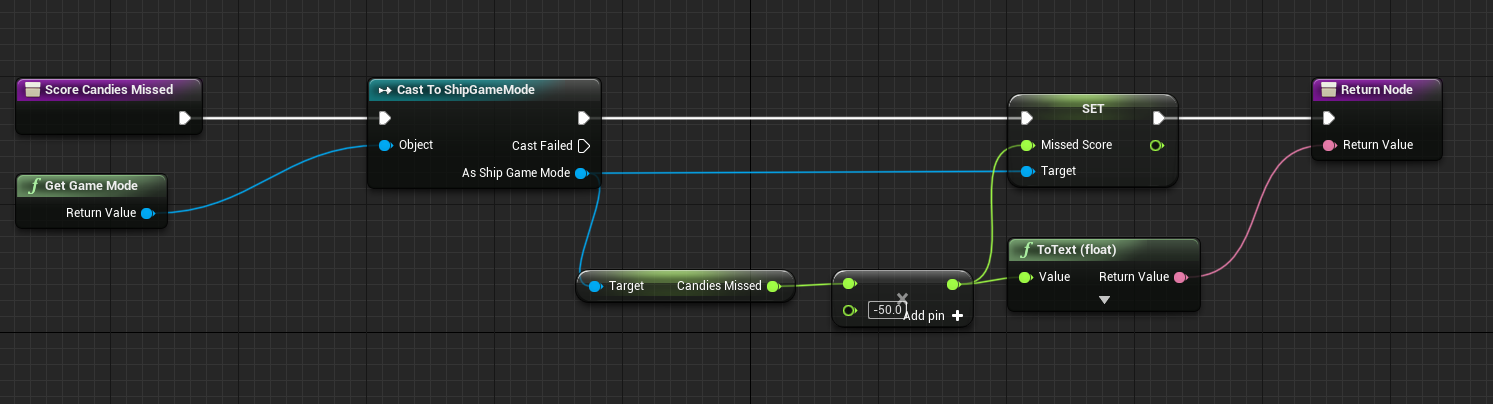 Score Candies Missed
Cast To ShipGameMode
Object
Cast Failed
As Ship Game Mode
f Get Game Mode
Return Value
Target Candies Missed
-50.0
Add pin
SET
Missed Score
Target
f ToText (float)
Value Return Value
Return Node
Return Value